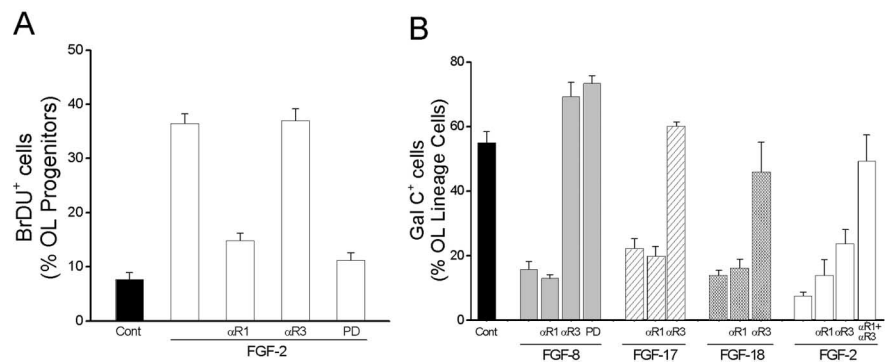 A
BrDU⁺ cells
(% OL Progenitors)
50
40
30
20
10
0
Cont
αR1
αR3
PD
FGF-2
B
Gal C⁺ cells
(% OL Lineage Cells)
80
60
40
20
0
Cont
αR1 αR3 PD
αR1 αR3
αR1 αR3
αR1 αR3 αR1+
αR3
FGF-8
FGF-17
FGF-18
FGF-2